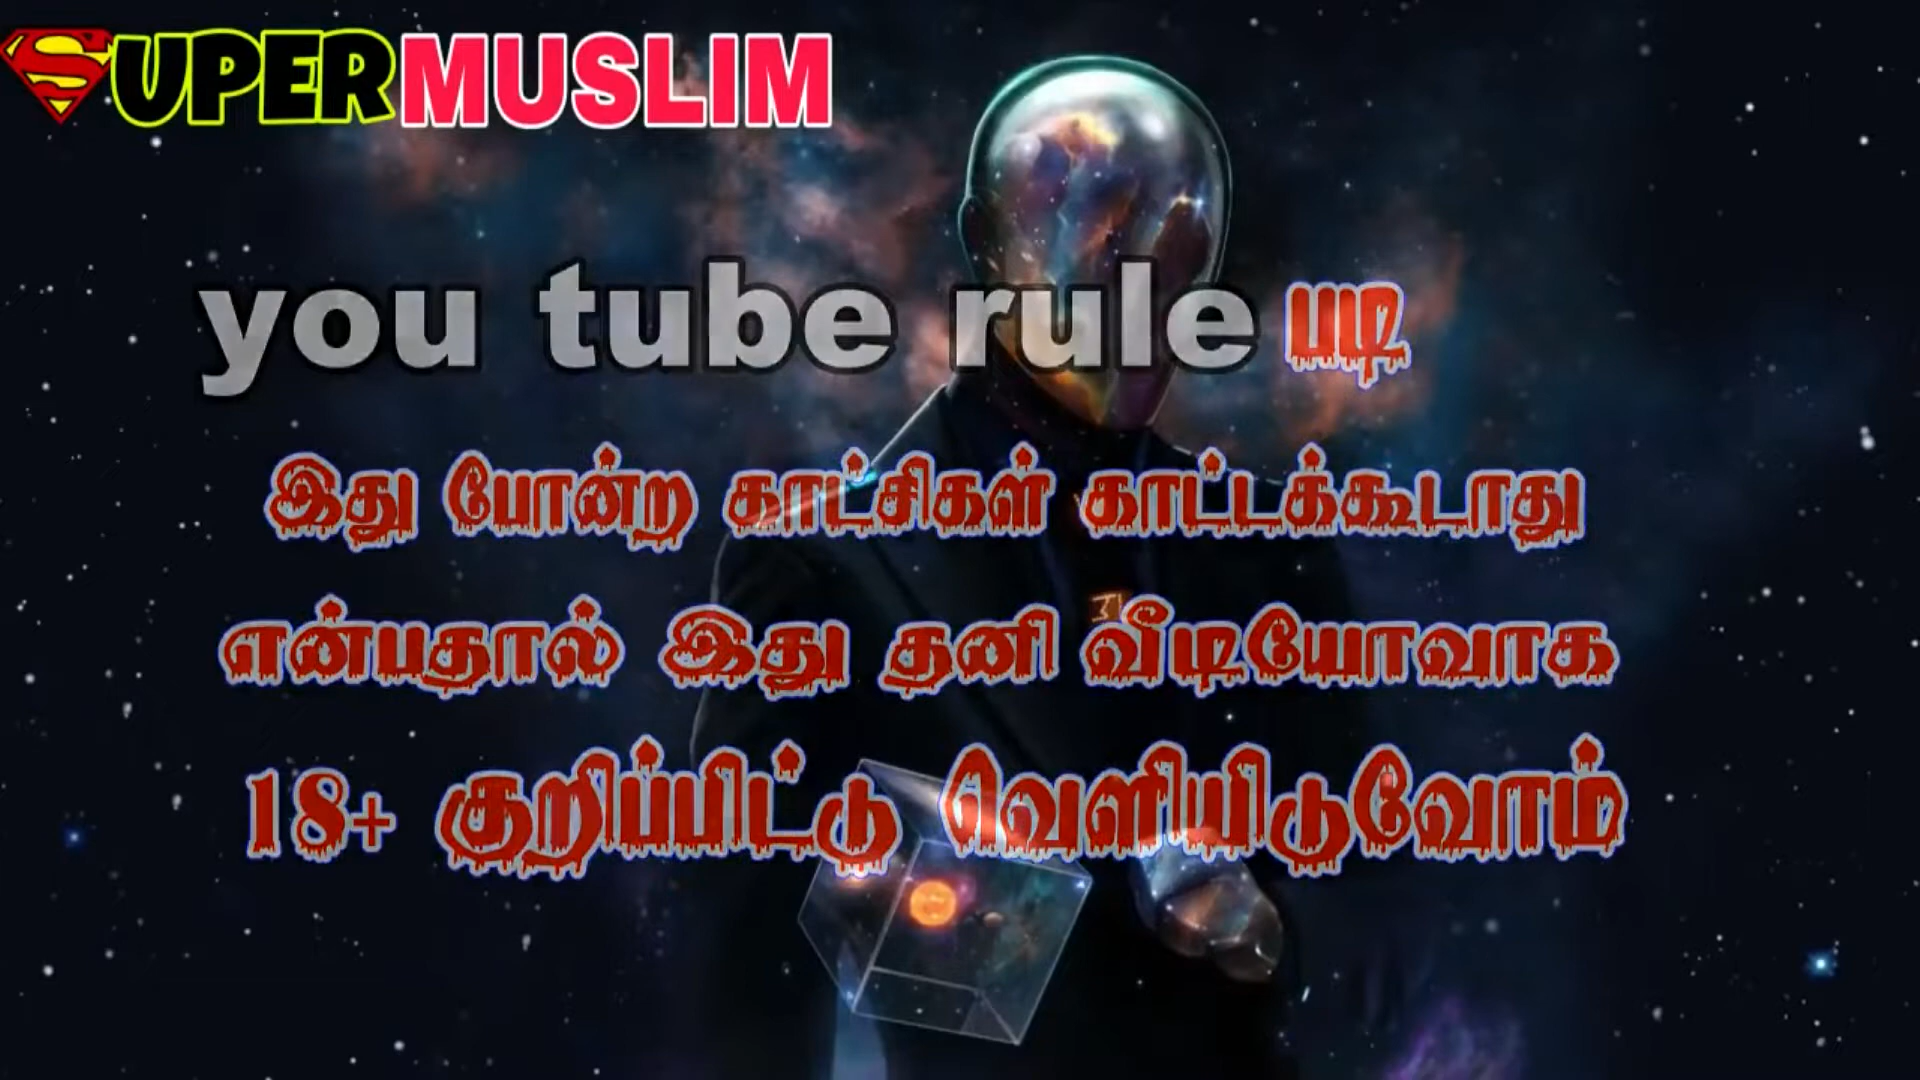 SUPERMUSLIM
you tube rule படி
இது போன்ற காட்சிகள் காட்டக்கூடாது
என்பதால் இது தனி வீடியோவாக
18+ குறிப்பிட்டு வெளியிடுவோம்